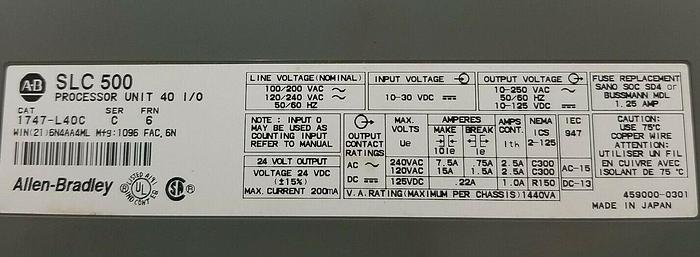 A-B SLC 500
PROCESSOR UNIT 40 I/O
CAT SER FRN
1747-L40C C 6
WIN(21)6N4AA4ML Mfg:1096 FAC,6N
Allen-Bradley
LISTED
UL
IND CONT EQ
LINE VOLTAGE(NOMINAL)
100/200 VAC ~
120/240 VAC ~
50/60 HZ
INPUT VOLTAGE
10-30 VDC
OUTPUT VOLTAGE
10-250 VAC ~
50/60 HZ
10-125 VDC
FUSE REPLACEMENT
SANO SOC SD4 or
BUSSMANN MDL
1.25 AMP
NOTE : INPUT 0
MAY BE USED AS
COUNTING INPUT
REFER TO MANUAL
24 VOLT OUTPUT
VOLTAGE 24 VDC
(±15%)
MAX.CURRENT 200mA
OUTPUT
CONTACT
RATINGS
MAX. VOLTS Ue
AMPERES
MAKE 10Ie
BREAK Ie
AMPS CONT. Ith
NEMA ICS 2-125
IEC 947
AC ~ 240VAC 7.5A .75A 2.5A C300 AC-15
120VAC 15A 1.5A 2.5A C300
DC 125VDC .22A 1.0A R150 DC-13
V.A.RATING(MAXIMUM PER CHASSIS)1440VA
CAUTION:
USE 75°C
COPPER WIRE
ATTENTION:
UTILISER UN FIL
EN CUIVRE AVEC
ISOLANT DE 75 °C
459000-0301
MADE IN JAPAN